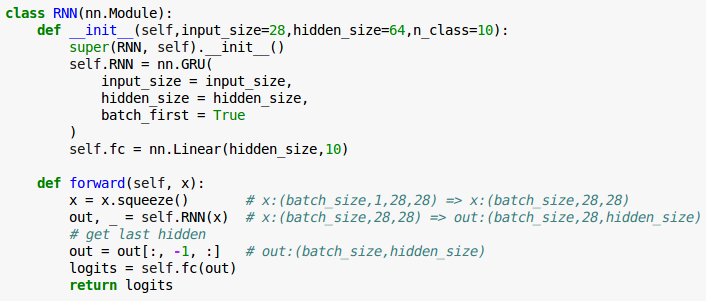 class RNN(nn.Module):
    def __init__(self,input_size=28,hidden_size=64,n_class=10):
        super(RNN, self).__init__()
        self.RNN = nn.GRU(
            input_size = input_size,
            hidden_size = hidden_size,
            batch_first = True
        )
        self.fc = nn.Linear(hidden_size,10)

    def forward(self, x):
        x = x.squeeze()       # x:(batch_size,1,28,28) => x:(batch_size,28,28)
        out, _ = self.RNN(x)  # x:(batch_size,28,28) => out:(batch_size,28,hidden_size)
        # get last hidden
        out = out[:, -1, :]   # out:(batch_size,hidden_size)
        logits = self.fc(out)
        return logits